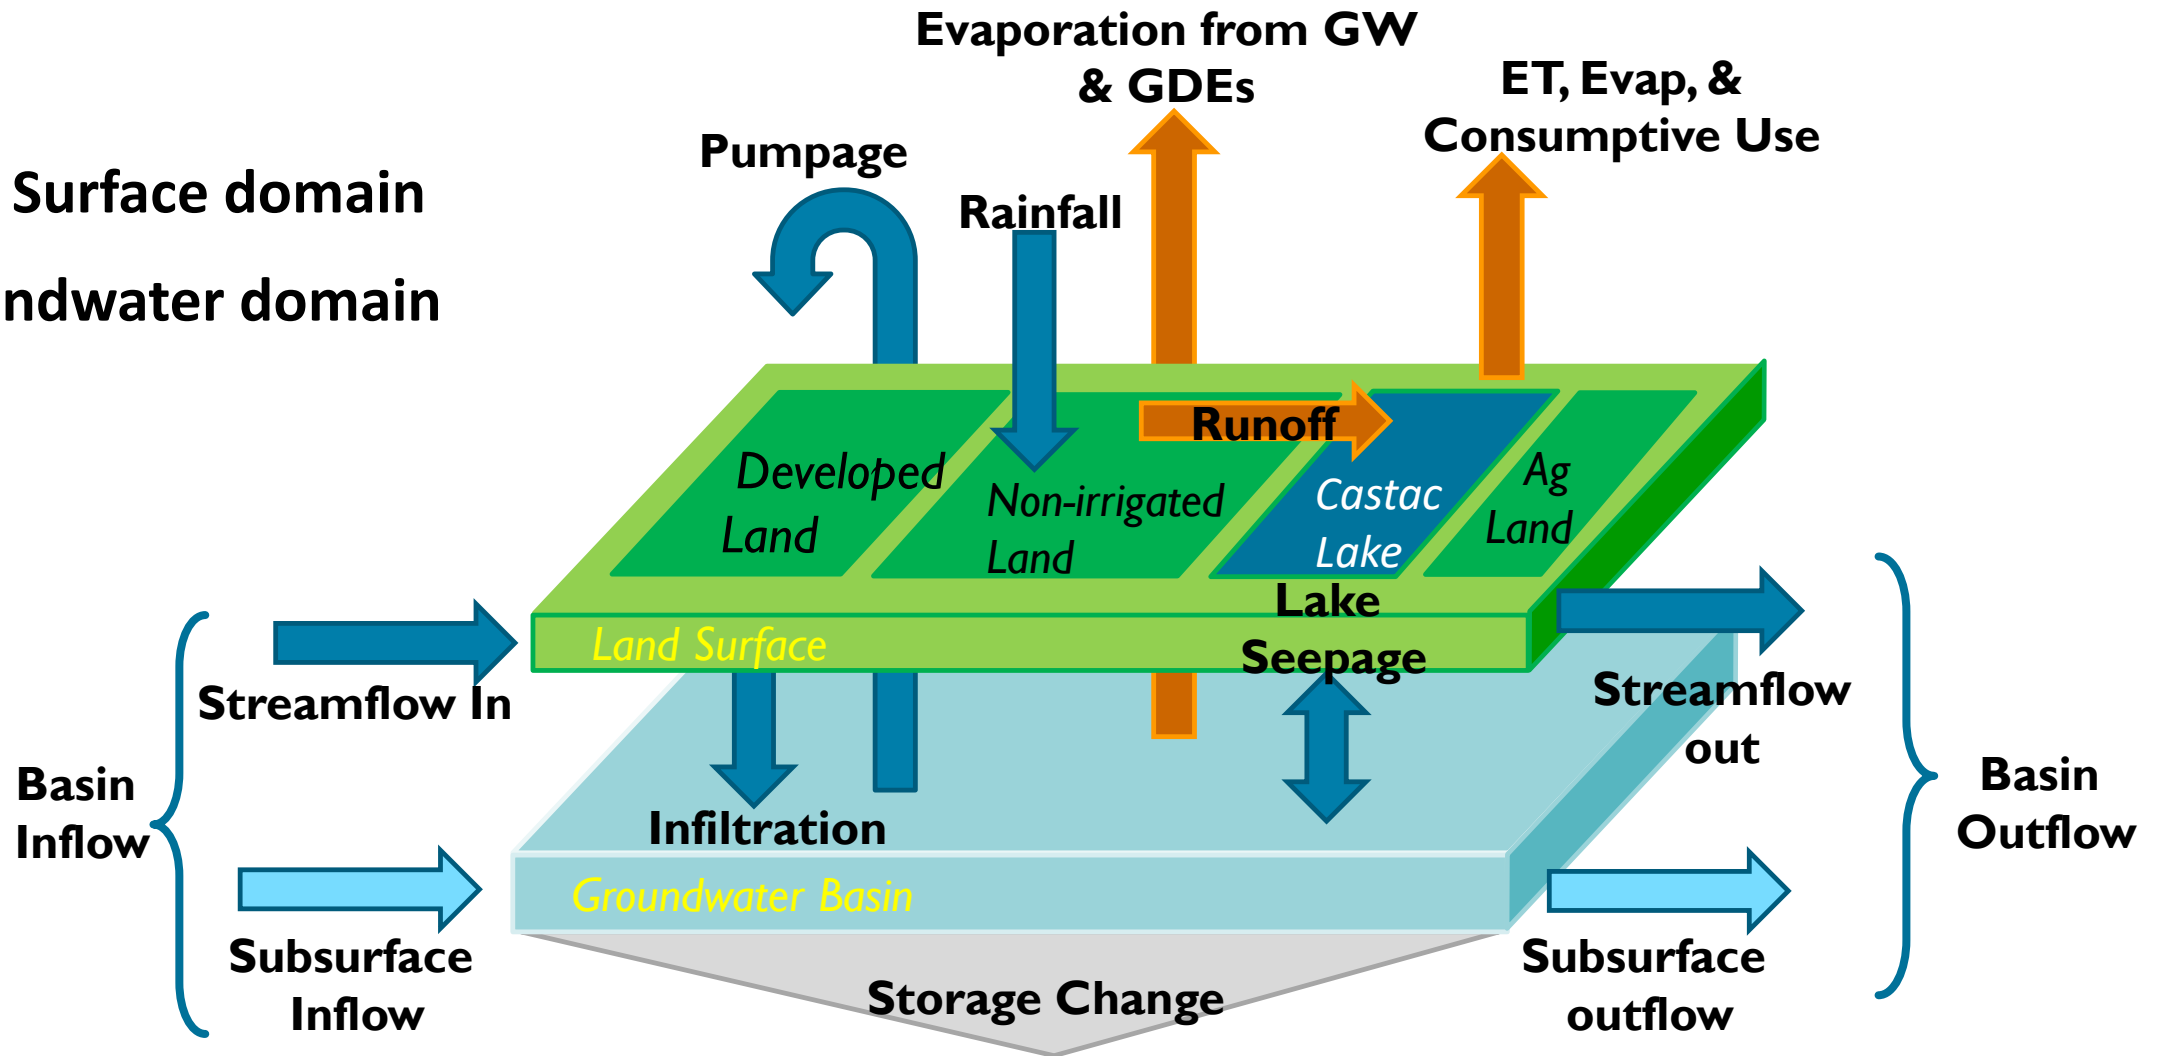 Evaporation from GW
& GDEs
ET, Evap, &
Consumptive Use
Pumpage
Rainfall
Surface domain
ndwater domain
Runoff
Developed
Land
Non-irrigated
Land
Castac
Lake
Ag
Land
Lake
Seepage
Land Surface
Streamflow In
Streamflow
out
Basin
Inflow
Basin
Outflow
Infiltration
Groundwater Basin
Subsurface
Inflow
Subsurface
outflow
Storage Change